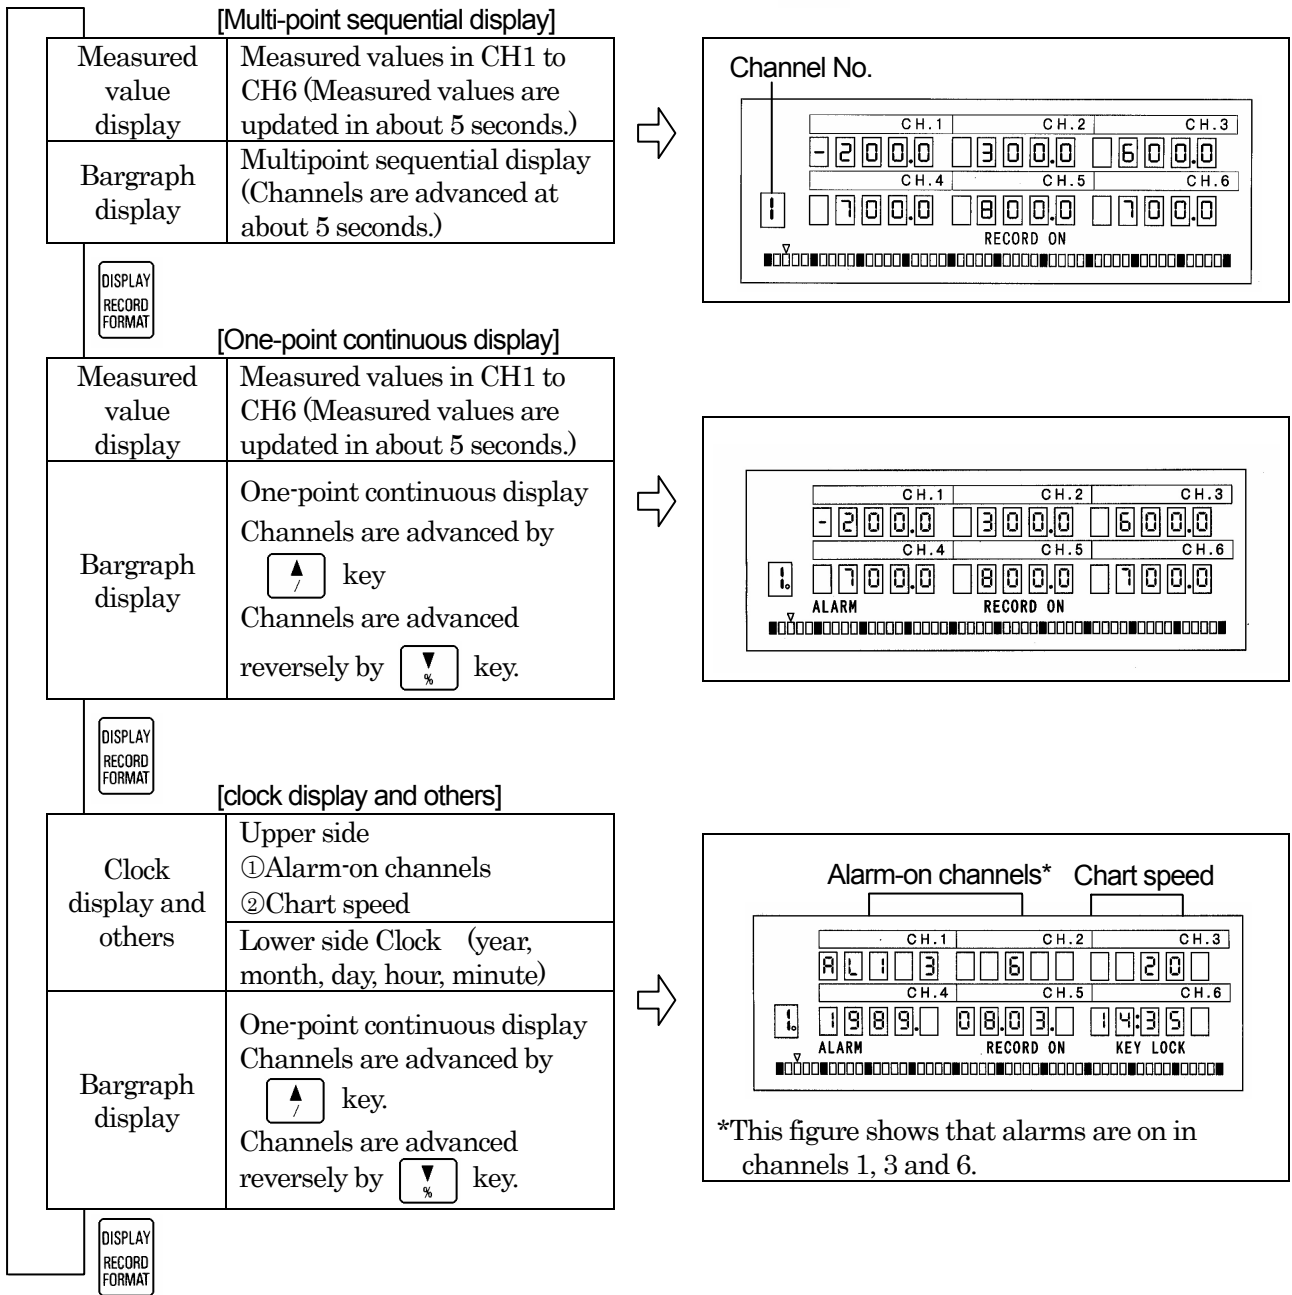 [Multi-point sequential display]
Measured
value
display
Measured values in CH1 to
CH6 (Measured values are
updated in about 5 seconds.)
Bargraph
display
Multipoint sequential display
(Channels are advanced at
about 5 seconds.)
Channel No.
CH.1 CH.2 CH.3
-200.0 300.0 600.0
CH.4 CH.5 CH.6
1 700.0 800.0 700.0
RECORD ON
DISPLAY
RECORD
FORMAT
[One-point continuous display]
Measured
value
display
Measured values in CH1 to
CH6 (Measured values are
updated in about 5 seconds.)
Bargraph
display
One-point continuous display
Channels are advanced by
▲ / key
Channels are advanced
reversely by ▼ % key.
CH.1 CH.2 CH.3
-200.0 300.0 600.0
CH.4 CH.5 CH.6
1. 700.0 800.0 700.0
ALARM RECORD ON
DISPLAY
RECORD
FORMAT
[clock display and others]
Clock
display and
others
Upper side
①Alarm-on channels
②Chart speed
Lower side Clock (year,
month, day, hour, minute)
Bargraph
display
One-point continuous display
Channels are advanced by
▲ / key.
Channels are advanced
reversely by ▼ % key.
Alarm-on channels* Chart speed
CH.1 CH.2 CH.3
AL1 3 6 20
CH.4 CH.5 CH.6
1. 1989. 08.03. 14:35
ALARM RECORD ON KEY LOCK
*This figure shows that alarms are on in
channels 1, 3 and 6.
DISPLAY
RECORD
FORMAT